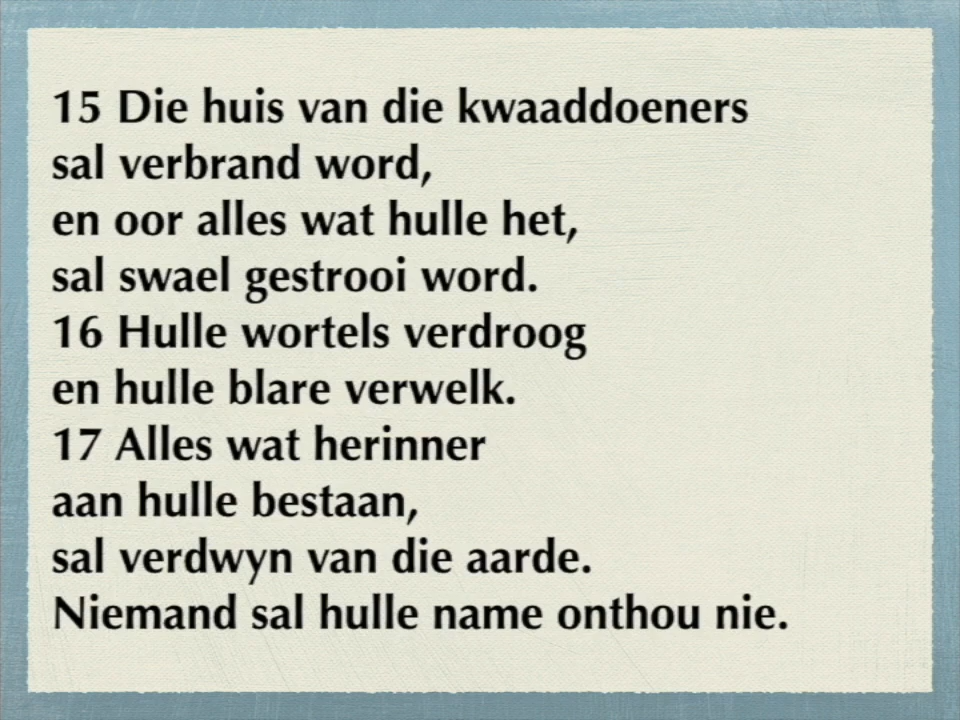 15 Die huis van die kwaaddoeners
sal verbrand word,
en oor alles wat hulle het,
sal swael gestrooi word.
16 Hulle wortels verdroog
en hulle blare verwelk.
17 Alles wat herinner
aan hulle bestaan,
sal verdwyn van die aarde.
Niemand sal hulle name onthou nie.